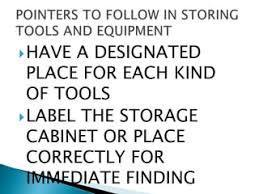 POINTERS TO FOLLOW IN STORING
TOOLS AND EQUIPMENT
HAVE A DESIGNATED
PLACE FOR EACH KIND
OF TOOLS
LABEL THE STORAGE
CABINET OR PLACE
CORRECTLY FOR
IMMEDIATE FINDING